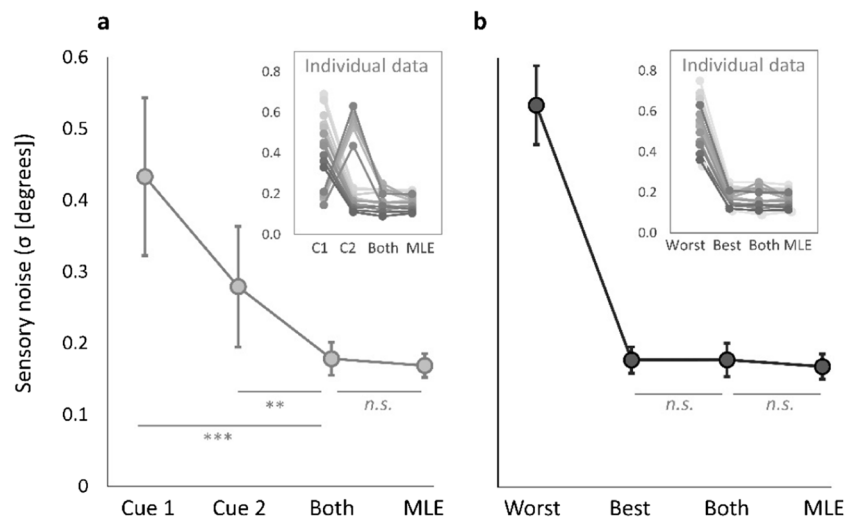 a
Sensory noise (σ [degrees])
0.6
0.5
0.4
0.3
0.2
0.1
0
Individual data
0.8
0.6
0.4
0.2
0.0
C1 C2 Both MLE
** n.s.
***
Cue 1 Cue 2 Both MLE
b
Individual data
0.8
0.6
0.4
0.2
0.0
Worst Best Both MLE
n.s. n.s.
Worst Best Both MLE